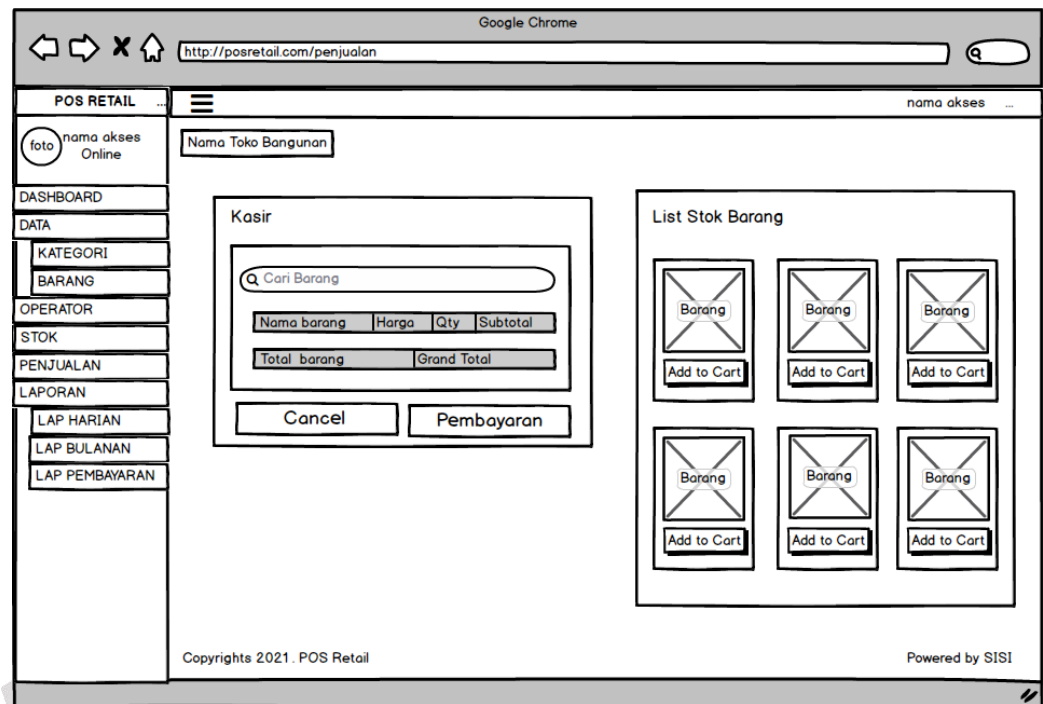 Google Chrome
http://posretail.com/penjualan
POS RETAIL ...
nama akses ...
foto
nama akses
Online
Nama Toko Bangunan
DASHBOARD
DATA
KATEGORI
BARANG
OPERATOR
STOK
PENJUALAN
LAPORAN
LAP HARIAN
LAP BULANAN
LAP PEMBAYARAN
Kasir
Cari Barang
Nama barang Harga Qty Subtotal
Total barang Grand Total
Cancel Pembayaran
List Stok Barang
Barang Barang Barang
Add to Cart Add to Cart Add to Cart
Barang Barang Barang
Add to Cart Add to Cart Add to Cart
Copyrights 2021. POS Retail
Powered by SISI